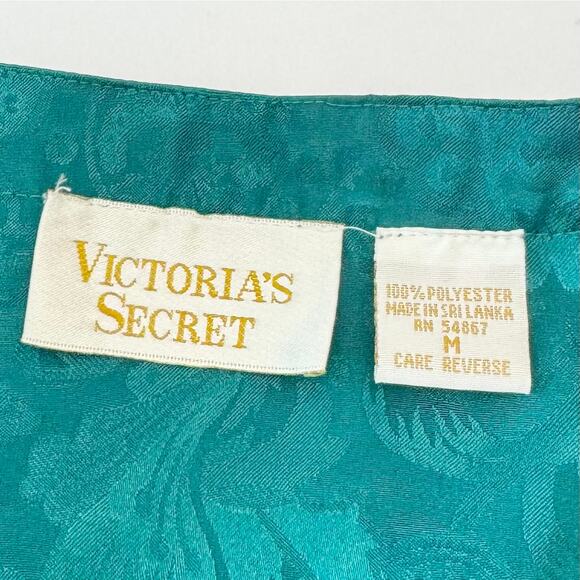 VICTORIA'S
SECRET
100% POLYESTER
MADE IN SRI LANKA
RN 54867
M
CARE REVERSE